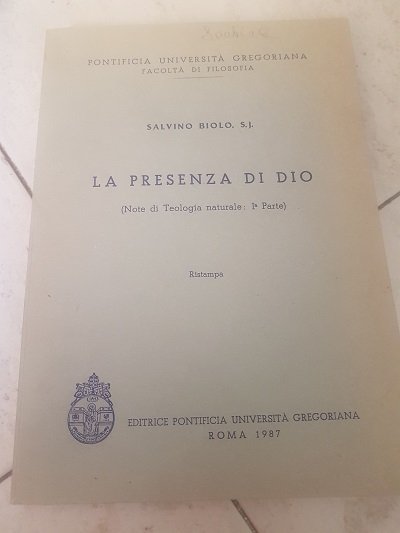 PONTIFICIA UNIVERSITÀ GREGORIANA
FACOLTÀ DI FILOSOFIA
SALVINO BIOLO, S.J.
LA PRESENZA DI DIO
(Note di Teologia naturale: 1ª Parte)
Ristampa
EDITRICE PONTIFICIA UNIVERSITÀ GREGORIANA
ROMA 1987